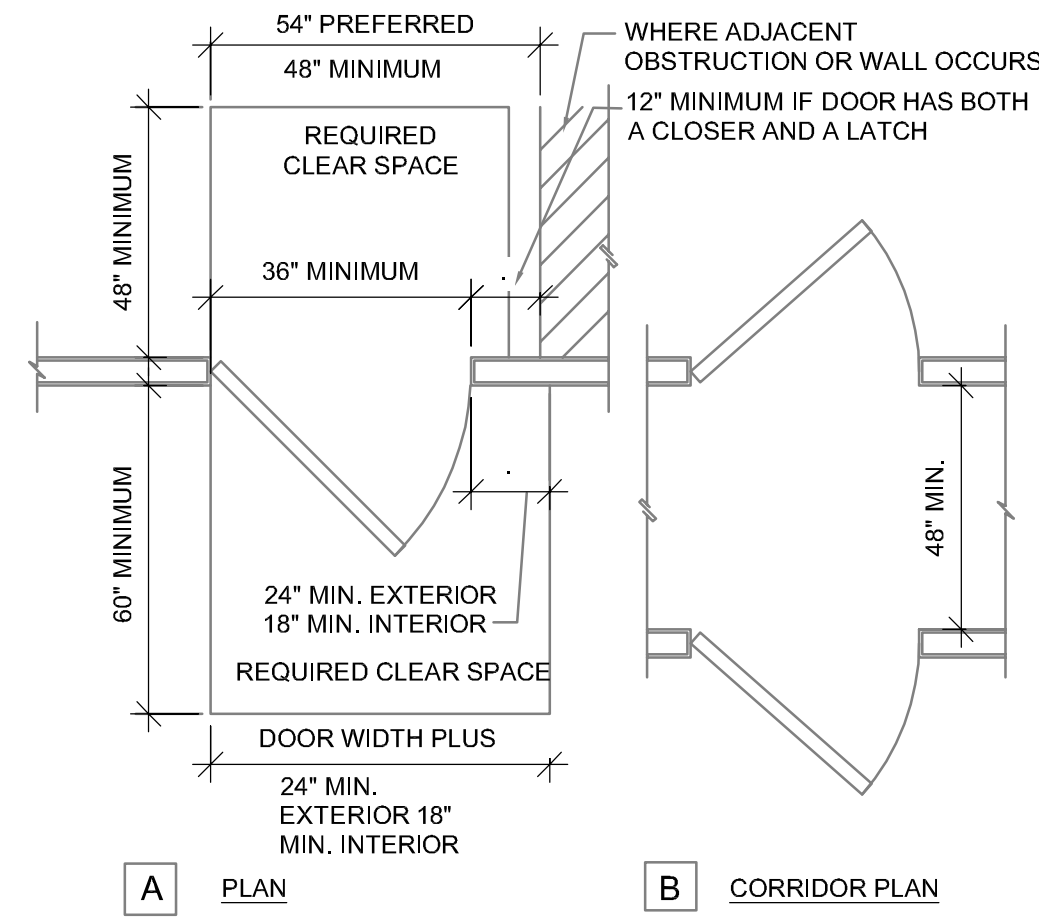 54" PREFERRED
48" MINIMUM
WHERE ADJACENT
OBSTRUCTION OR WALL OCCURS
12" MINIMUM IF DOOR HAS BOTH
A CLOSER AND A LATCH
REQUIRED
CLEAR SPACE
48" MINIMUM
36" MINIMUM
60" MINIMUM
24" MIN. EXTERIOR
18" MIN. INTERIOR
REQUIRED CLEAR SPACE
48" MIN.
DOOR WIDTH PLUS
24" MIN.
EXTERIOR 18"
MIN. INTERIOR
A PLAN
B CORRIDOR PLAN